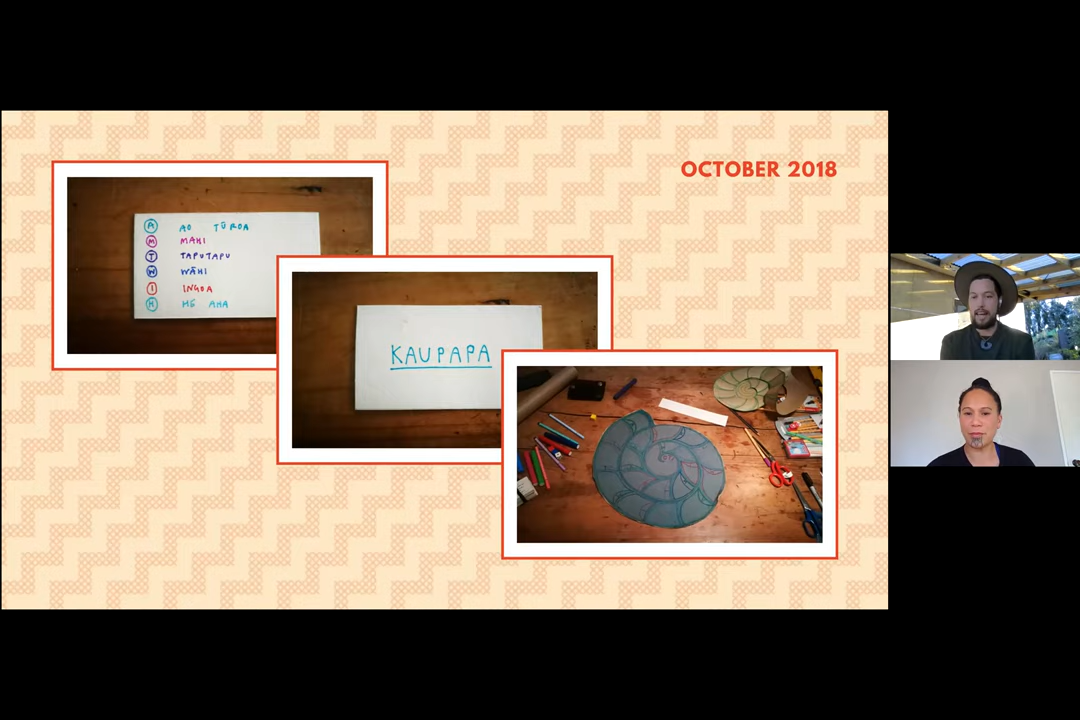 OCTOBER 2018
A AO TŪROA
M MAHI
T TAPUTAPU
W WĀHI
I INGOA
H HE AHA
KAUPAPA